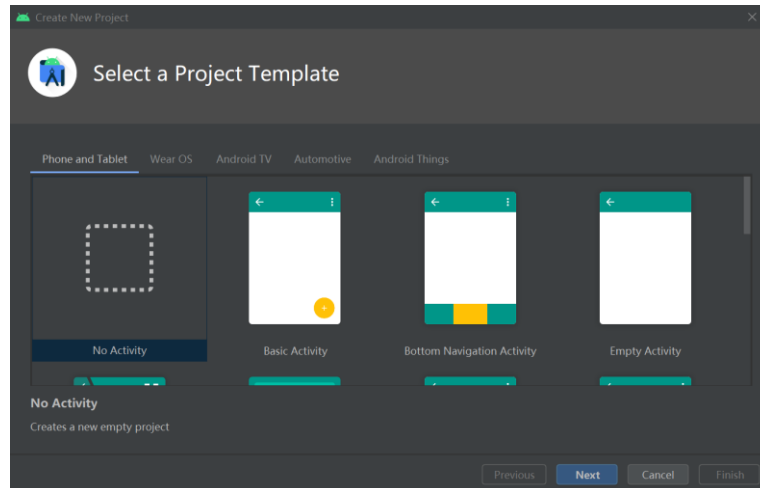 Create New Project
Select a Project Template
Phone and Tablet Wear OS Android TV Automotive Android Things
No Activity Basic Activity Bottom Navigation Activity Empty Activity
No Activity
Creates a new empty project
Previous Next Cancel Finish